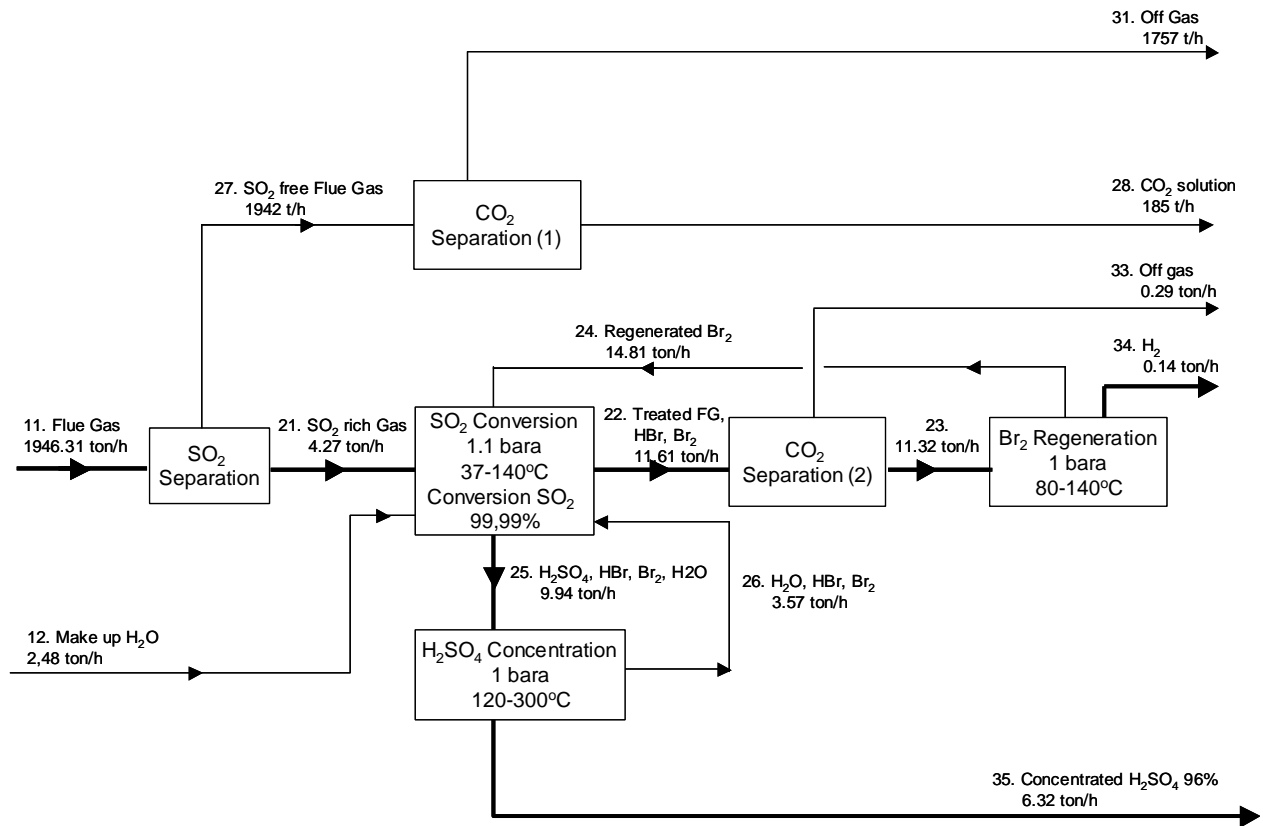 31. Off Gas
1757 t/h
27. SO₂ free Flue Gas
1942 t/h
CO₂
Separation (1)
28. CO₂ solution
185 t/h
33. Off gas
0.29 ton/h
24. Regenerated Br₂
14.81 ton/h
34. H₂
0.14 ton/h
11. Flue Gas
1946.31 ton/h
SO₂
Separation
21. SO₂ rich Gas
4.27 ton/h
SO₂ Conversion
1.1 bara
37-140ºC
Conversion SO₂
99,99%
22. Treated FG,
HBr, Br₂
11.61 ton/h
CO₂
Separation (2)
23.
11.32 ton/h
Br₂ Regeneration
1 bara
80-140ºC
25. H₂SO₄, HBr, Br₂, H2O
9.94 ton/h
26. H₂O, HBr, Br₂
3.57 ton/h
12. Make up H₂O
2,48 ton/h
H₂SO₄ Concentration
1 bara
120-300ºC
35. Concentrated H₂SO₄ 96%
6.32 ton/h